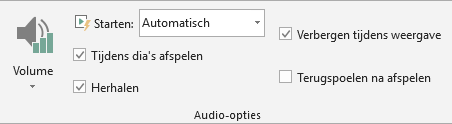 Starten: Automatisch
Verbergen tijdens weergave
Volume
Tijdens dia's afspelen
Herhalen
Terugspoelen na afspelen
Audio-opties